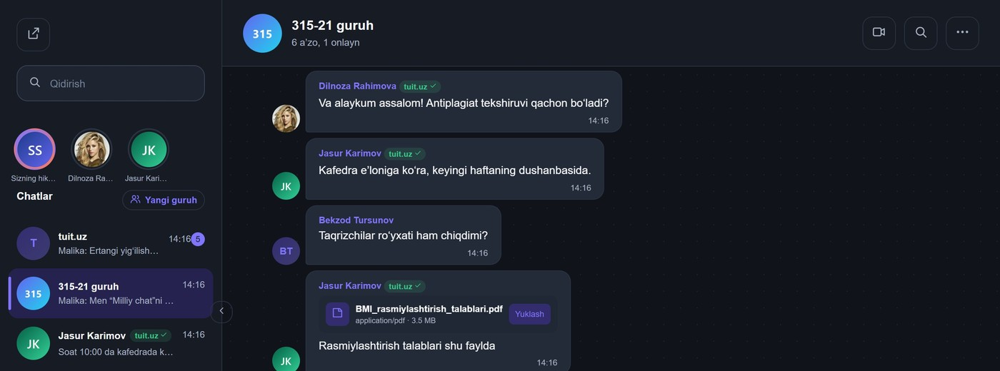 Qidirish
SS
JK
Sizning hik...
Dilnoza Ra...
Jasur Kari...
Chatlar
Yangi guruh
T
tuit.uz
14:16
5
Malika: Ertangi yig‘ilish...
315
315-21 guruh
14:16
Malika: Men “Milliy chat”ni ...
JK
Jasur Karimov
tuit.uz
14:16
Soat 10:00 da kafedrada k...
315
315-21 guruh
6 a’zo, 1 onlayn
Dilnoza Rahimova tuit.uz
Va alaykum assalom! Antiplagiat tekshiruvi qachon bo‘ladi?
14:16
Jasur Karimov tuit.uz
Kafedra e’loniga ko‘ra, keyingi haftaning dushanbasida.
14:16
JK
Bekzod Tursunov
Taqrizchilar ro‘yxati ham chiqdimi?
14:16
BT
Jasur Karimov tuit.uz
BMI_rasmiylashtirish_talablari.pdf
application/pdf · 3.5 MB
Yuklash
Rasmiylashtirish talablari shu faylda
14:16
JK